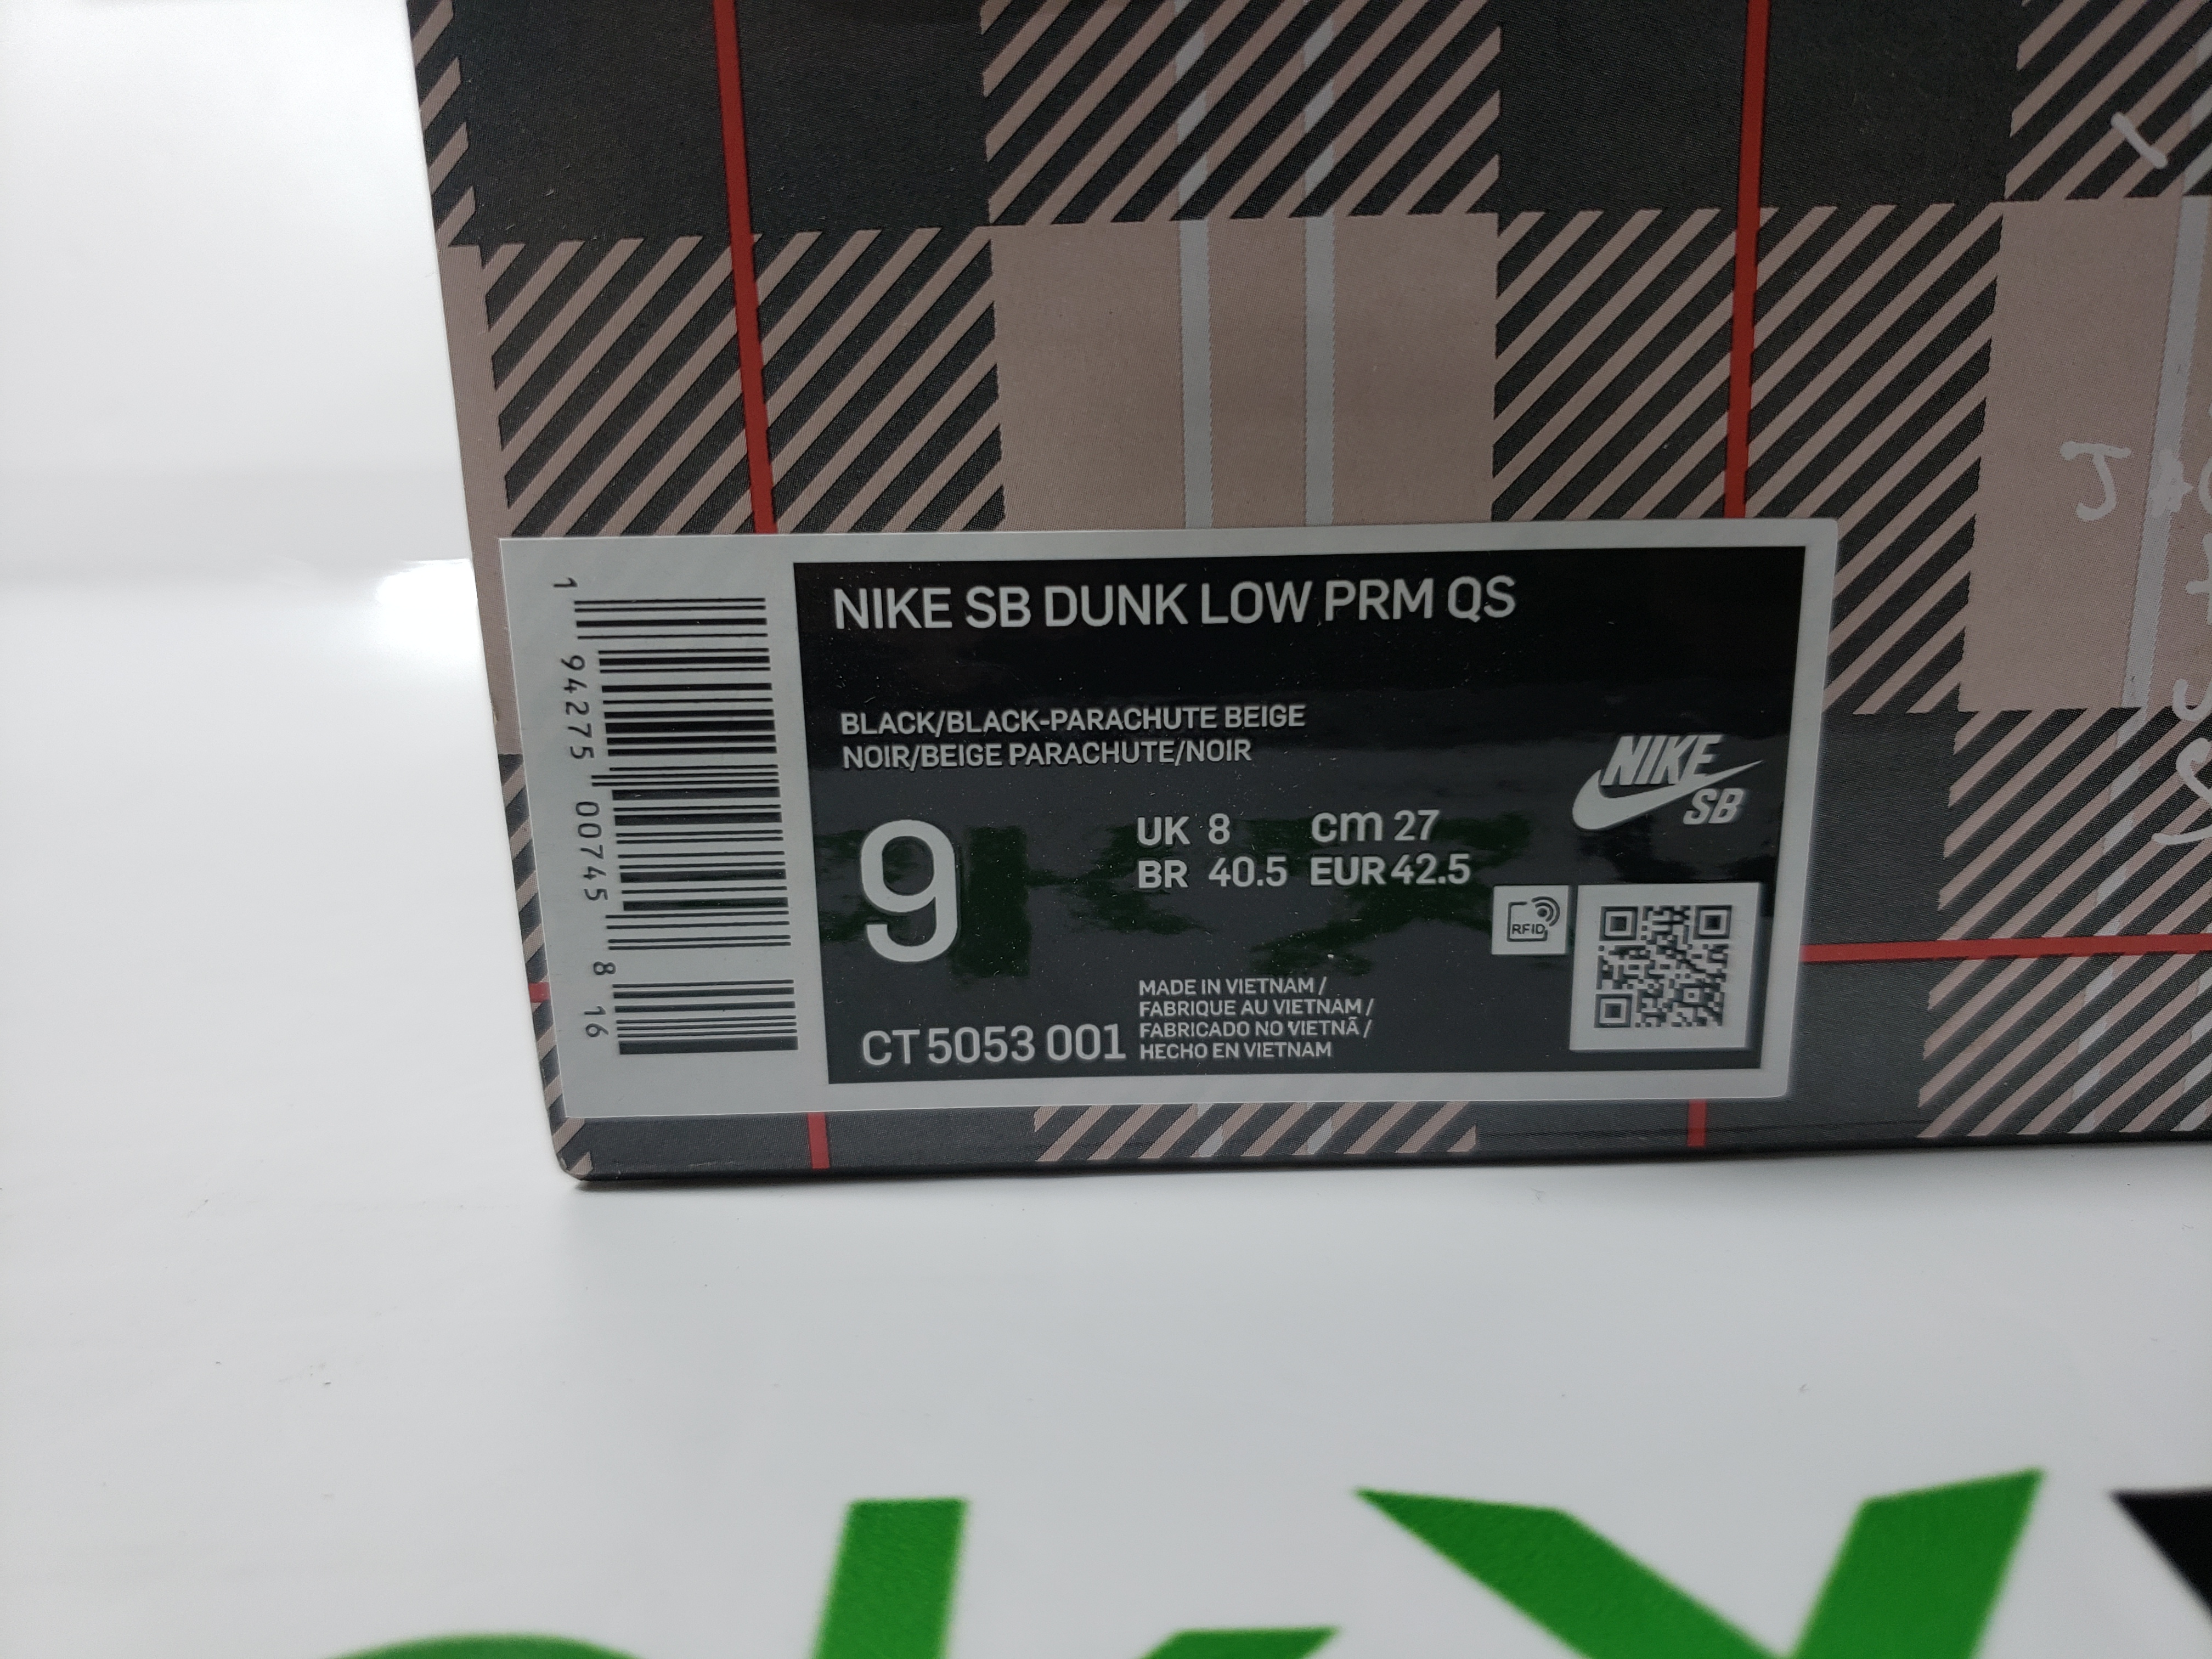 NIKE SB DUNK LOW PRM QS
BLACK/BLACK-PARACHUTE BEIGE
NOIR/BEIGE PARACHUTE/NOIR
NIKE
SB
9
UK 8 cm 27
BR 40.5 EUR 42.5
RFID
MADE IN VIETNAM /
FABRIQUE AU VIETNAM /
FABRICADO NO VIETNÃ /
HECHO EN VIETNAM
CT5053 001
1 94275 00745 8 16